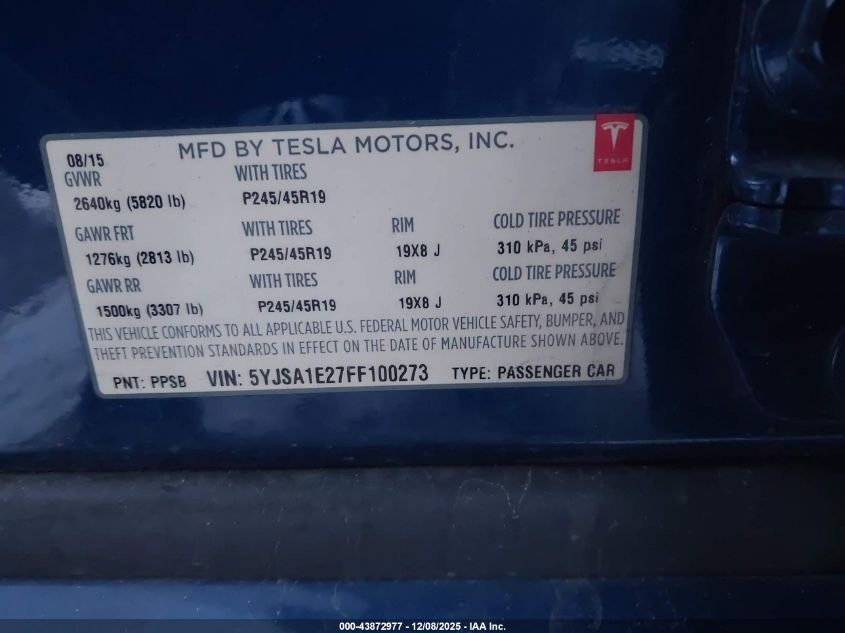 08/15 MFD BY TESLA MOTORS, INC.
TESLA
GVWR WITH TIRES
2640kg (5820 lb) P245/45R19
GAWR FRT WITH TIRES RIM COLD TIRE PRESSURE
1276kg (2813 lb) P245/45R19 19X8 J 310 kPa, 45 psi
GAWR RR WITH TIRES RIM COLD TIRE PRESSURE
1500kg (3307 lb) P245/45R19 19X8 J 310 kPa, 45 psi
THIS VEHICLE CONFORMS TO ALL APPLICABLE U.S. FEDERAL MOTOR VEHICLE SAFETY, BUMPER, AND
THEFT PREVENTION STANDARDS IN EFFECT ON THE DATE OF MANUFACTURE SHOWN ABOVE.
PNT: PPSB VIN: 5YJSA1E27FF100273 TYPE: PASSENGER CAR
000-43872977 - 12/08/2025 - IAA Inc.